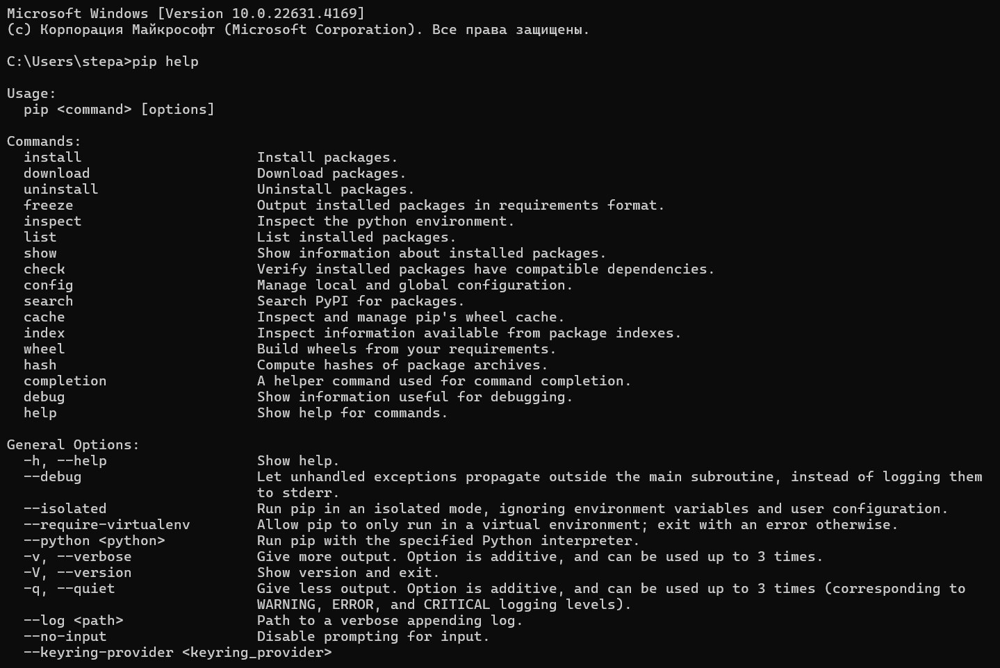 Microsoft Windows [Version 10.0.22631.4169]
(c) Корпорация Майкрософт (Microsoft Corporation). Все права защищены.

C:\Users\stepa>pip help

Usage:
  pip <command> [options]

Commands:
  install                     Install packages.
  download                    Download packages.
  uninstall                   Uninstall packages.
  freeze                      Output installed packages in requirements format.
  inspect                     Inspect the python environment.
  list                        List installed packages.
  show                        Show information about installed packages.
  check                       Verify installed packages have compatible dependencies.
  config                      Manage local and global configuration.
  search                      Search PyPI for packages.
  cache                       Inspect and manage pip's wheel cache.
  index                       Inspect information available from package indexes.
  wheel                       Build wheels from your requirements.
  hash                        Compute hashes of package archives.
  completion                  A helper command used for command completion.
  debug                       Show information useful for debugging.
  help                        Show help for commands.

General Options:
  -h, --help                  Show help.
  --debug                     Let unhandled exceptions propagate outside the main subroutine, instead of logging them
                              to stderr.
  --isolated                  Run pip in an isolated mode, ignoring environment variables and user configuration.
  --require-virtualenv        Allow pip to only run in a virtual environment; exit with an error otherwise.
  --python <python>           Run pip with the specified Python interpreter.
  -v, --verbose               Give more output. Option is additive, and can be used up to 3 times.
  -V, --version               Show version and exit.
  -q, --quiet                 Give less output. Option is additive, and can be used up to 3 times (corresponding to
                              WARNING, ERROR, and CRITICAL logging levels).
  --log <path>                Path to a verbose appending log.
  --no-input                  Disable prompting for input.
  --keyring-provider <keyring_provider>